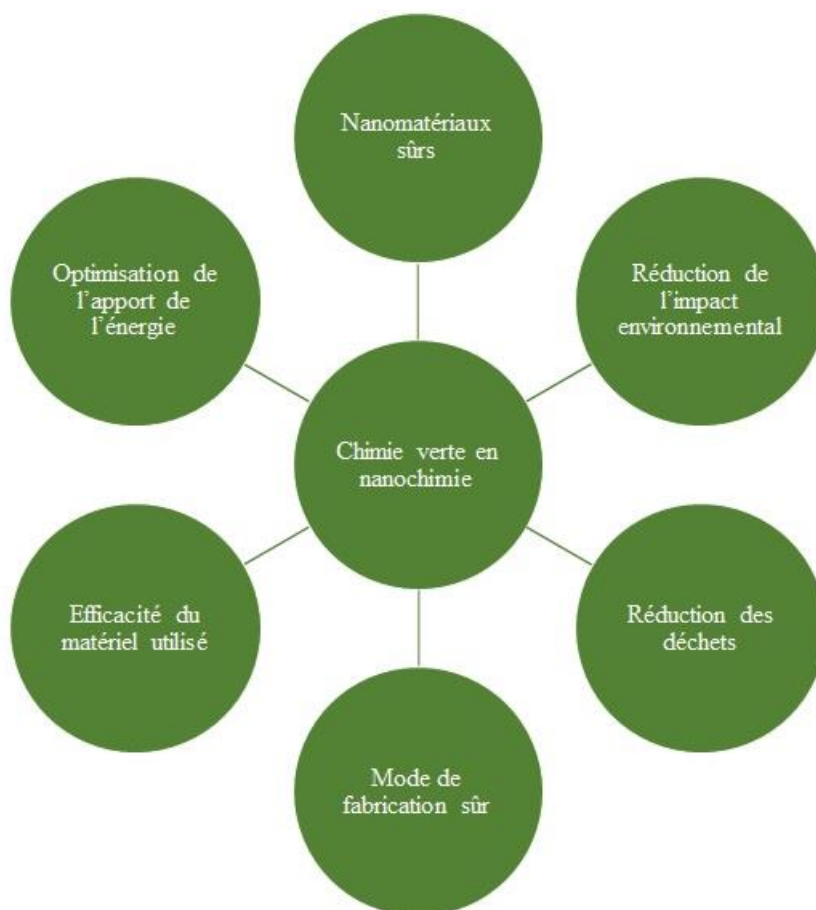 Nanomatériaux
sûrs
Optimisation de
l'apport de
l'énergie
Réduction de
l'impact
environnemental
Chimie verte en
nanochimie
Efficacité du
matériel utilisé
Réduction des
déchets
Mode de
fabrication sûr